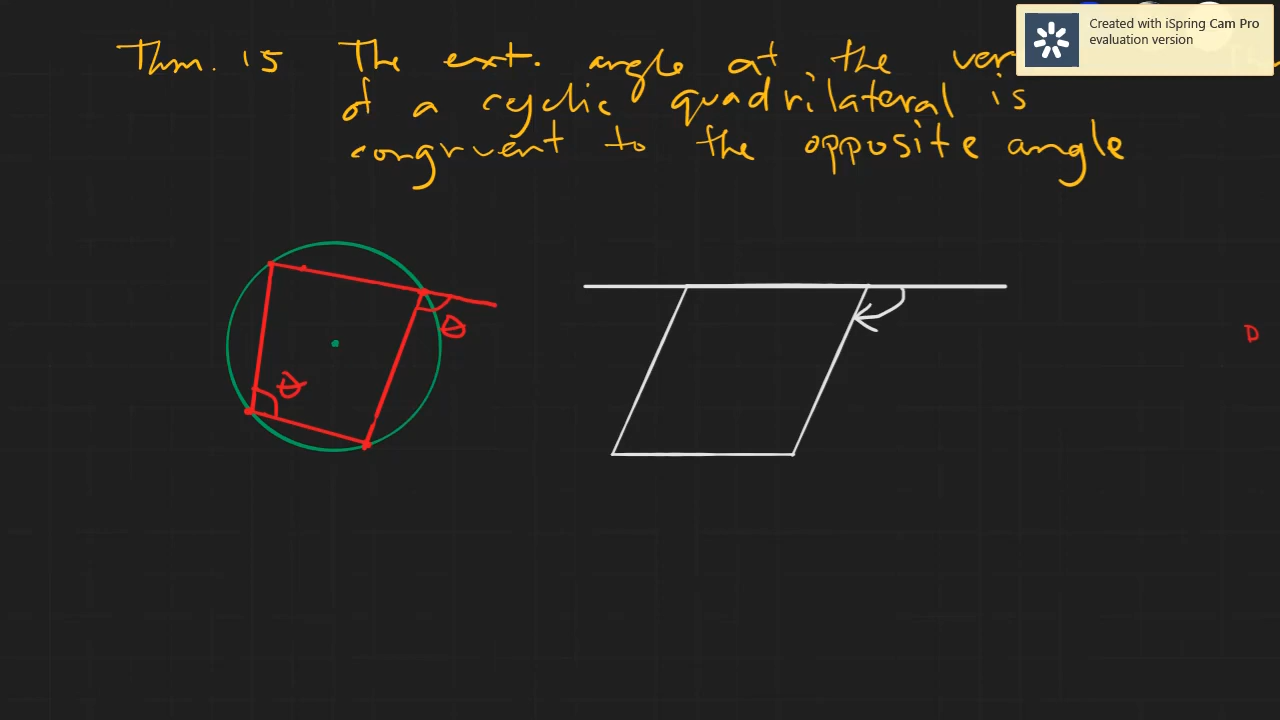 Created with iSpring Cam Pro
evaluation version
Thm. 15 The ext. angle at the
of a cyclic quadrilateral is
congruent to the opposite angle
θ
θ
D